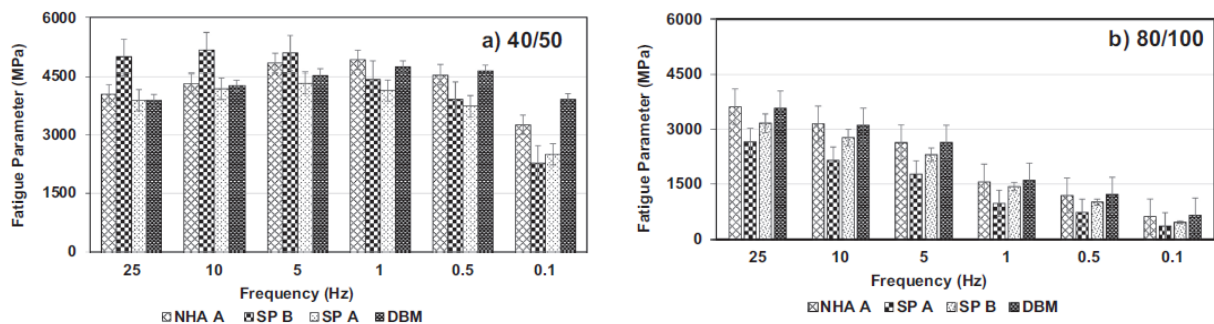 a) 40/50
Fatigue Parameter (MPa)
6000
4500
3000
1500
0
25 10 5 1 0.5 0.1
Frequency (Hz)
NHA A SP B SP A DBM
b) 80/100
Fatigue Parameter (MPa)
6000
4500
3000
1500
0
25 10 5 1 0.5 0.1
Frequency (Hz)
NHA A SP A SP B DBM